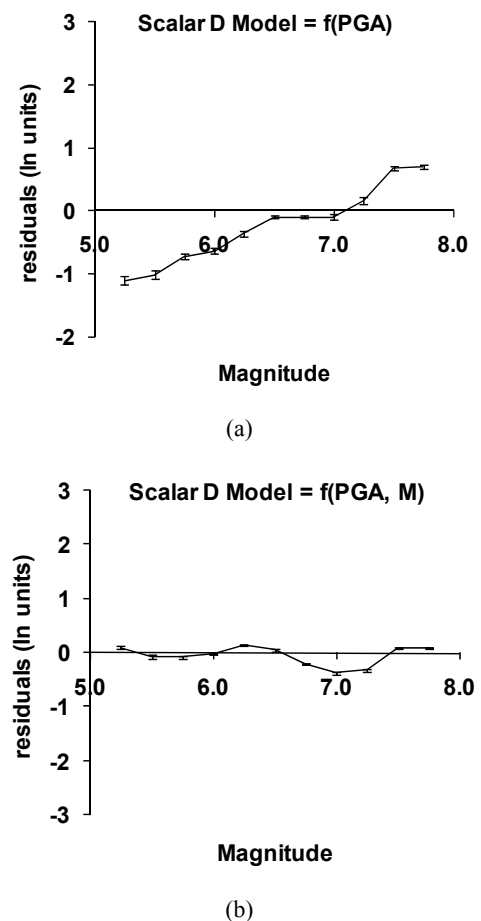 Scalar D Model = f(PGA)
3
2
1
0
-1
-2
5.0 6.0 7.0 8.0
residuals (ln units)
Magnitude
(a)
Scalar D Model = f(PGA, M)
3
2
1
0
-1
-2
-3
5.0 6.0 7.0 8.0
residuals (ln units)
Magnitude
(b)